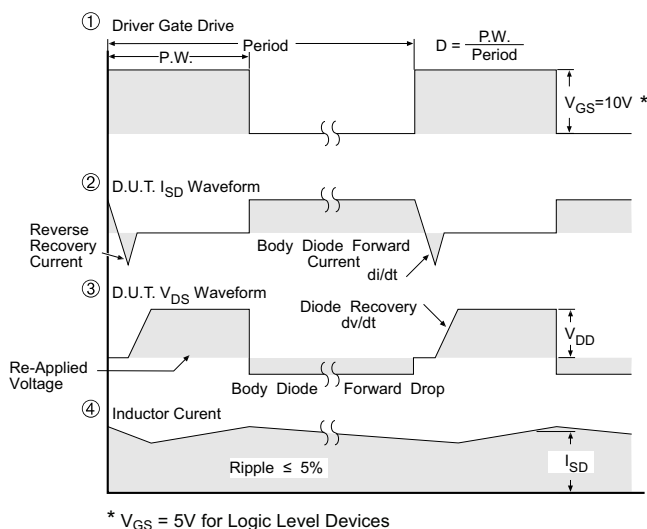 ① Driver Gate Drive
Period
P.W.
D = P.W.
Period
V_GS=10V *
② D.U.T. I_SD Waveform
Reverse
Recovery
Current
Body Diode Forward
Current
di/dt
③ D.U.T. V_DS Waveform
Diode Recovery
dv/dt
V_DD
Re-Applied
Voltage
Body Diode Forward Drop
④ Inductor Curent
Ripple ≤ 5%
I_SD
* V_GS = 5V for Logic Level Devices